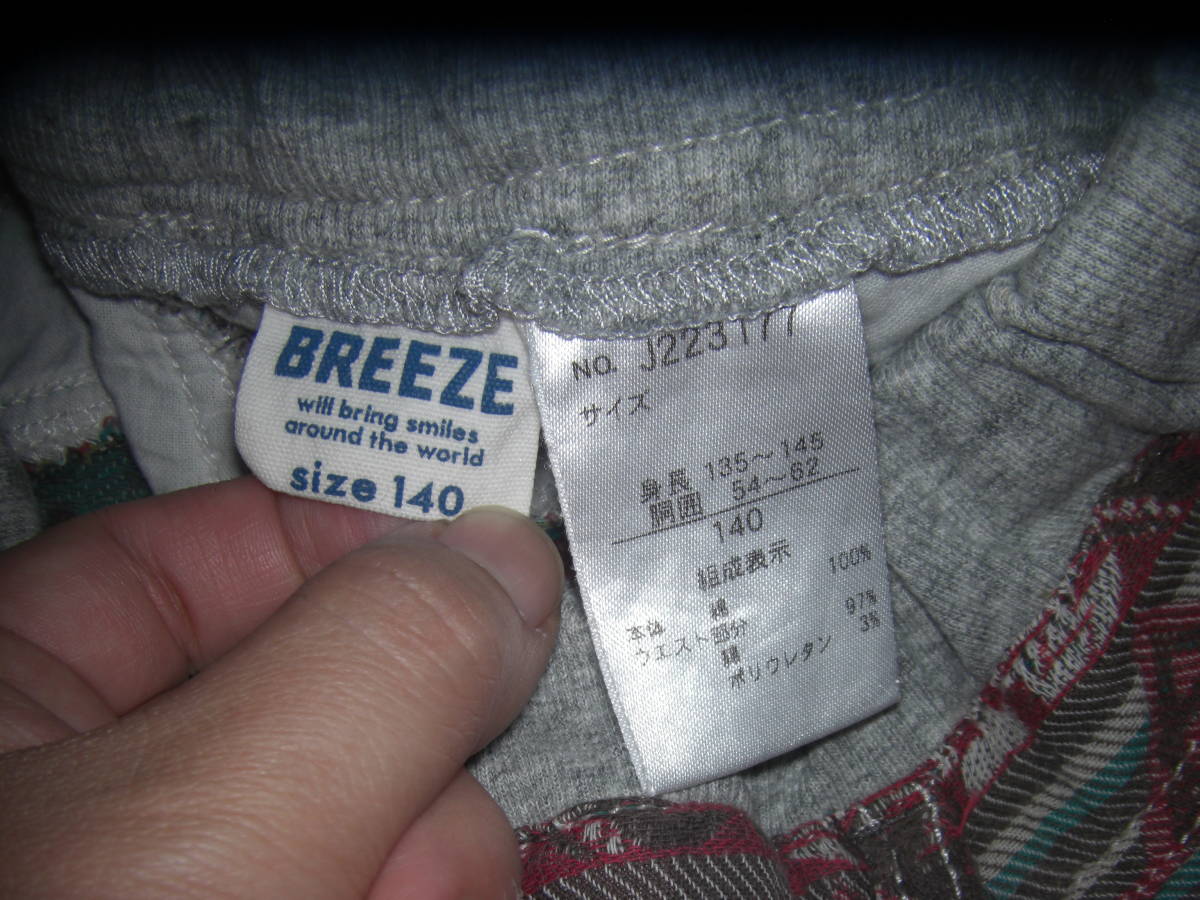 BREEZE
will bring smiles
around the world
size 140
NO. J223177
サイズ
身長 135～145
胴囲 54～62
140
組成表示
本体 綿 100%
ウエスト部分
綿 97%
ポリウレタン 3%